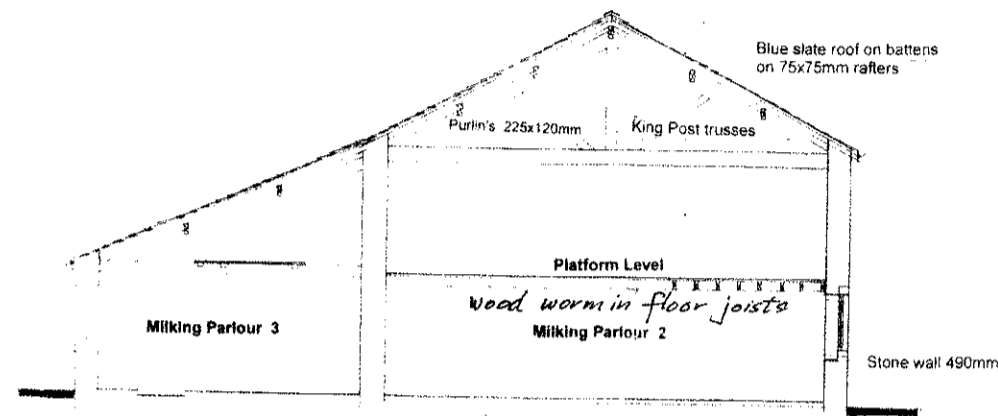 Blue slate roof on battens
on 75x75mm rafters
Purlin's 225x120mm
King Post trusses
Platform Level
wood worm in floor joists
Milking Parlour 3
Milking Parlour 2
Stone wall 490mm